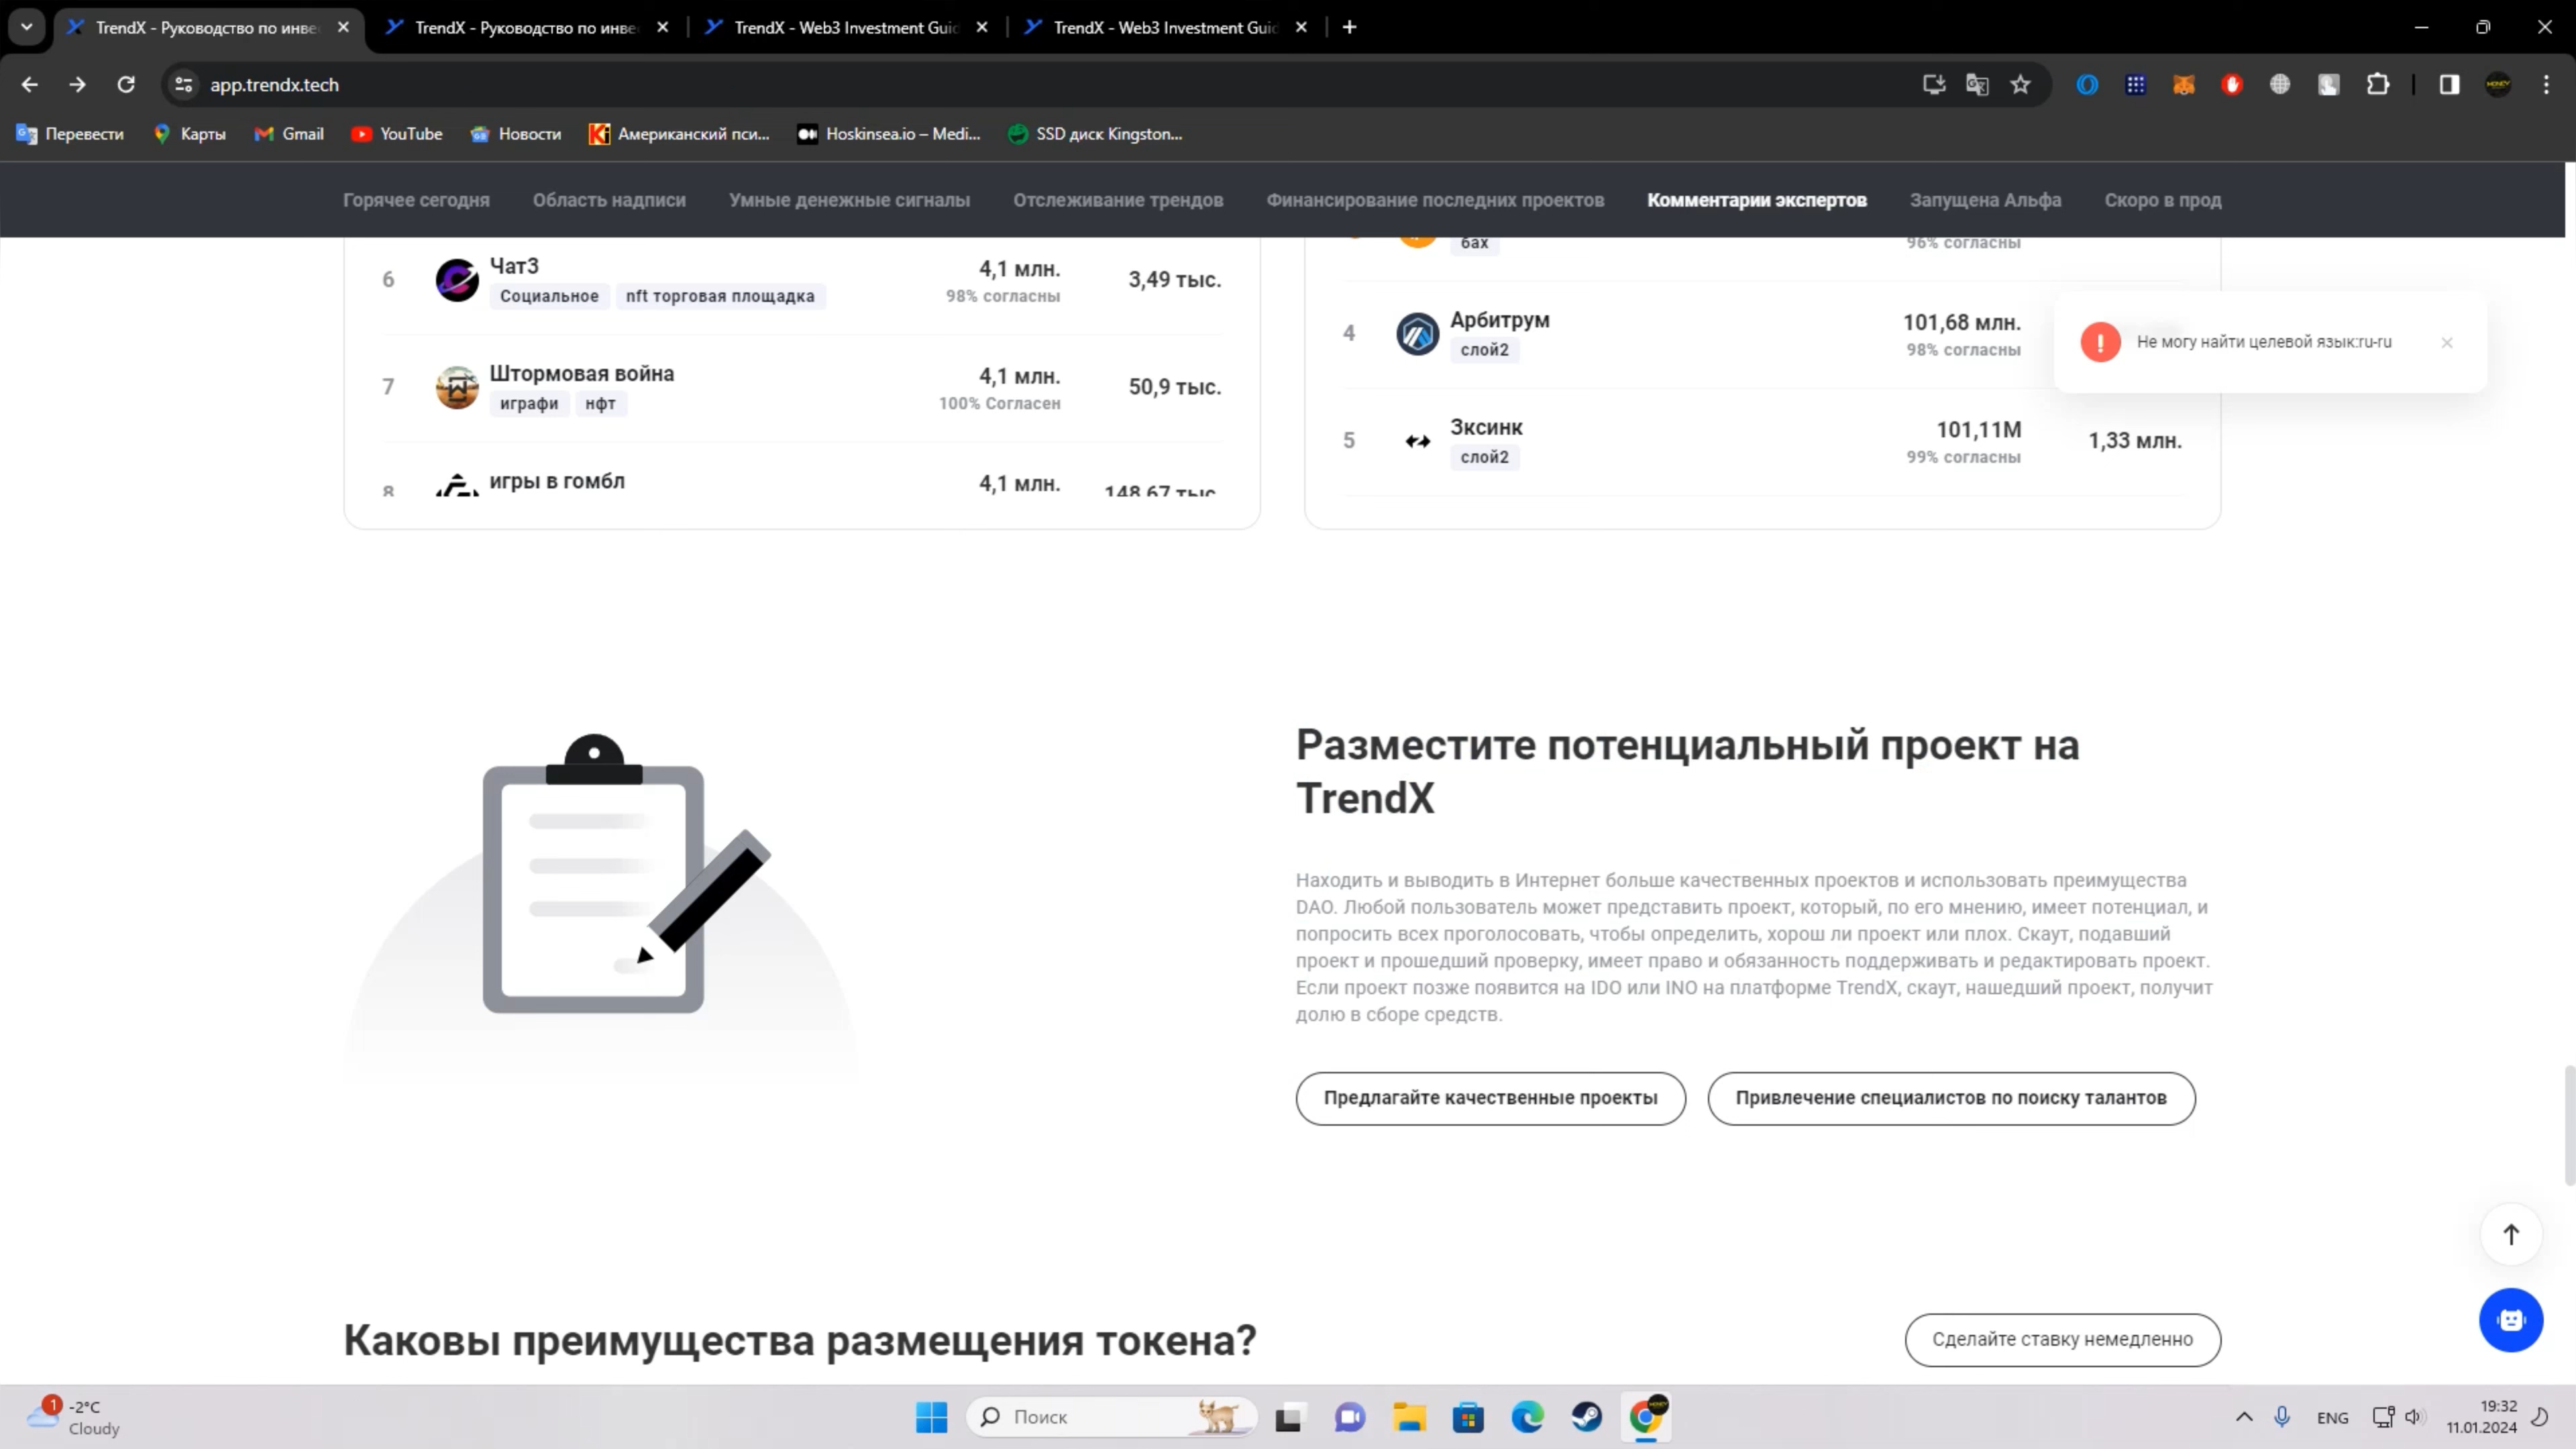 TrendX - Руководство по инве
TrendX - Руководство по инве
TrendX - Web3 Investment Guid
TrendX - Web3 Investment Guid
app.trendx.tech
Перевести
Карты
Gmail
YouTube
Новости
Американский пси...
Hoskinsea.io – Medi...
SSD диск Kingston...
Горячее сегодня
Область надписи
Умные денежные сигналы
Отслеживание трендов
Финансирование последних проектов
Комментарии экспертов
Запущена Альфа
Скоро в прод
6
Чат3
Социальное
nft торговая площадка
4,1 млн.
98% согласны
3,49 тыс.
7
Штормовая война
играфи
нфт
4,1 млн.
100% Согласен
50,9 тыс.
8
игры в гомбл
4,1 млн.
148,67 тыс.
бах
96% согласны
4
Арбитрум
слой2
101,68 млн.
98% согласны
5
Зксинк
слой2
101,11M
99% согласны
1,33 млн.
Не могу найти целевой язык:ru-ru
Разместите потенциальный проект на
TrendX
Находить и выводить в Интернет больше качественных проектов и использовать преимущества
DAO. Любой пользователь может представить проект, который, по его мнению, имеет потенциал, и
попросить всех проголосовать, чтобы определить, хорош ли проект или плох. Скаут, подавший
проект и прошедший проверку, имеет право и обязанность поддерживать и редактировать проект.
Если проект позже появится на IDO или INO на платформе TrendX, скаут, нашедший проект, получит
долю в сборе средств.
Предлагайте качественные проекты
Привлечение специалистов по поиску талантов
Каковы преимущества размещения токена?
Сделайте ставку немедленно
1
-2°C
Cloudy
Поиск
ENG
19:32
11.01.2024